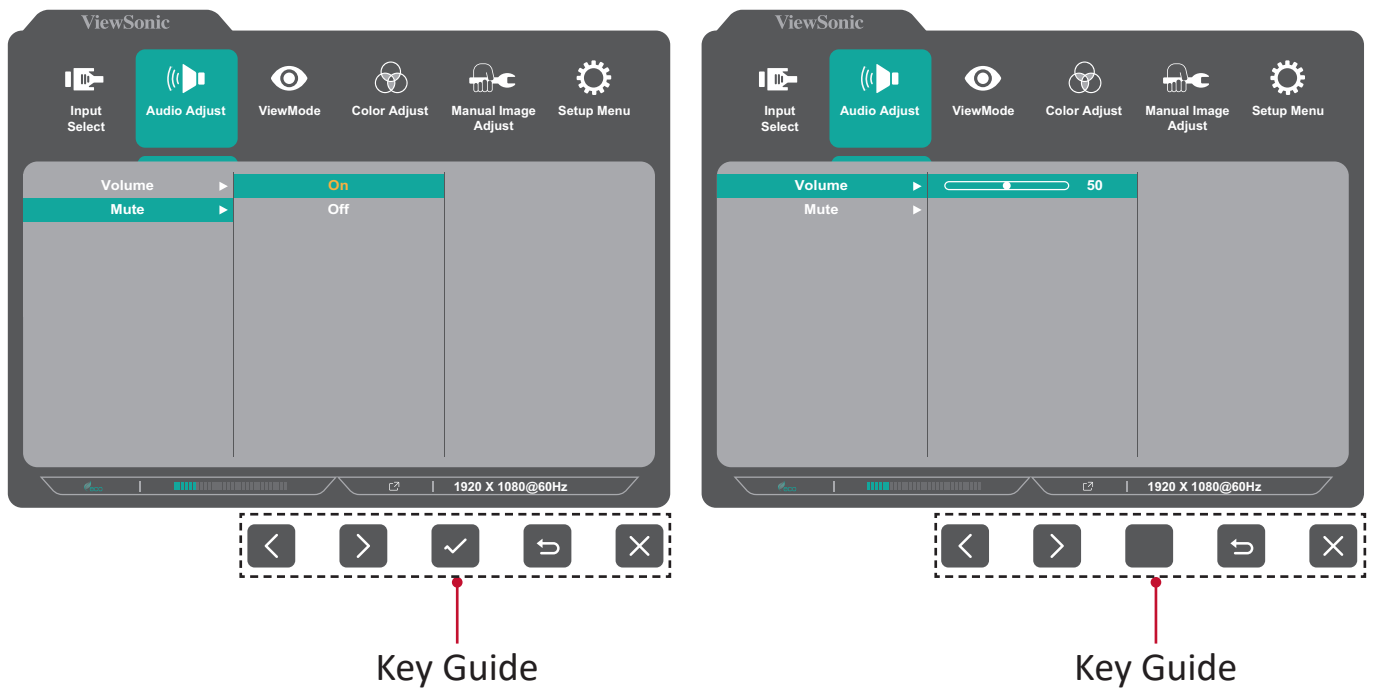 ViewSonic
Input
Select
Audio Adjust
ViewMode
Color Adjust
Manual Image
Adjust
Setup Menu
Volume
On
Mute
Off
eco
1920 X 1080@60Hz
Key Guide
ViewSonic
Input
Select
Audio Adjust
ViewMode
Color Adjust
Manual Image
Adjust
Setup Menu
Volume
50
Mute
eco
1920 X 1080@60Hz
Key Guide